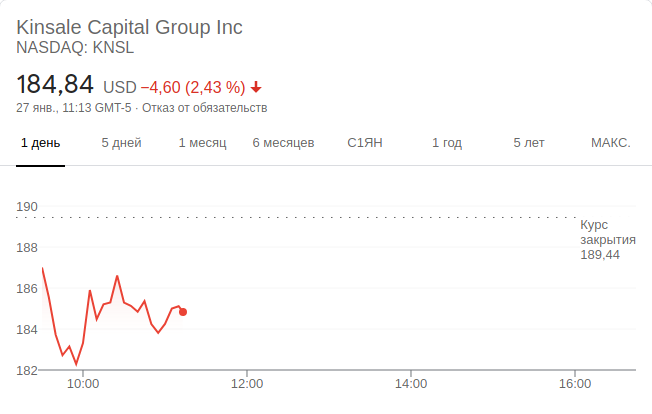 Kinsale Capital Group Inc
NASDAQ: KNSL
184,84 USD −4,60 (2,43 %)
27 янв., 11:13 GMT-5 · Отказ от обязательств
1 день 5 дней 1 месяц 6 месяцев С1ЯН 1 год 5 лет МАКС.
190
Курс
закрытия
189,44
188
186
184
182
10:00 12:00 14:00 16:00